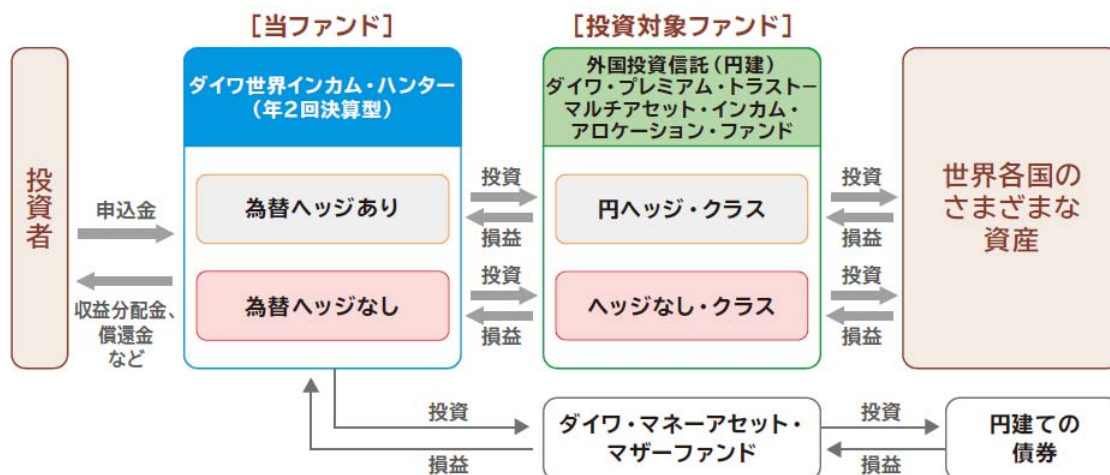 [当ファンド]
[投資対象ファンド]
投資者
申込金
収益分配金、
償還金
など
ダイワ世界インカム・ハンター
(年2回決算型)
為替ヘッジあり
為替ヘッジなし
投資
損益
投資
損益
外国投資信託(円建)
ダイワ・プレミアム・トラスト-
マルチアセット・インカム・
アロケーション・ファンド
円ヘッジ・クラス
ヘッジなし・クラス
投資
損益
投資
損益
世界各国の
さまざまな
資産
投資
損益
ダイワ・マネーアセット・
マザーファンド
投資
損益
円建ての
債券